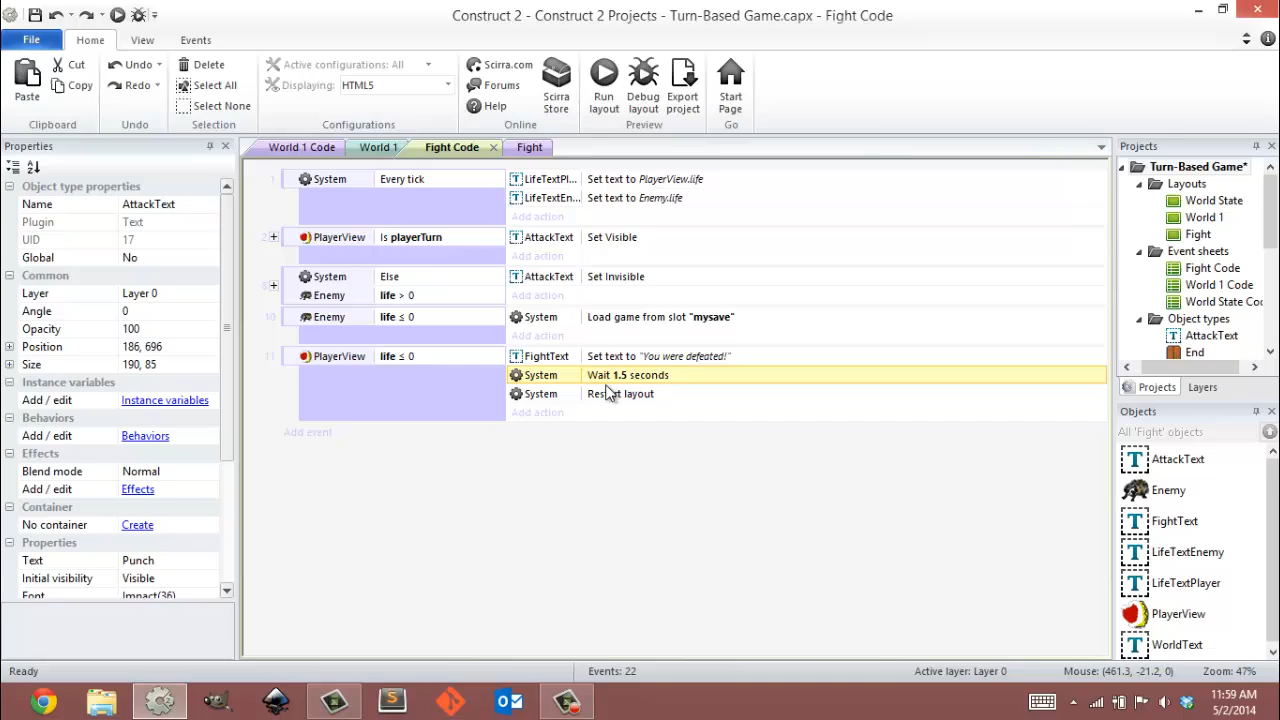 Construct 2 - Construct 2 Projects - Turn-Based Game.capx - Fight Code
File Home View Events
Paste
Cut
Copy
Clipboard
Undo
Redo
Undo
Delete
Select All
Select None
Selection
Active configurations: All
Displaying: HTML5
Configurations
Scirra.com
Forums
Help
Scirra Store
Online
Run layout
Debug layout
Export project
Preview
Start Page
Go
Properties
Object type properties
Name AttackText
Plugin Text
UID 17
Global No
Common
Layer Layer 0
Angle 0
Opacity 100
Position 186, 696
Size 190, 85
Instance variables
Add / edit Instance variables
Behaviors
Add / edit Behaviors
Effects
Blend mode Normal
Add / edit Effects
Container
No container Create
Properties
Text Punch
Initial visibility Visible
Font Impact(36)
World 1 Code World 1 Fight Code Fight
1 System Every tick LifeTextPl... Set text to PlayerView.life
LifeTextEn... Set text to Enemy.life
Add action
2 PlayerView Is playerTurn AttackText Set Visible
Add action
System Else AttackText Set Invisible
Enemy life > 0 Add action
10 Enemy life ≤ 0 System Load game from slot "mysave"
Add action
11 PlayerView life ≤ 0 FightText Set text to "You were defeated!"
System Wait 1.5 seconds
System layout
Add action
Add event
Projects
Turn-Based Game*
Layouts
World State
World 1
Fight
Event sheets
Fight Code
World 1 Code
World State Co
Object types
AttackText
End
Projects Layers
Objects
All 'Fight' objects
AttackText
Enemy
FightText
LifeTextEnemy
LifeTextPlayer
PlayerView
WorldText
Ready Events: 22 Active layer: Layer 0 Mouse: (461.3, -21.2, 0) Zoom: 47%
11:59 AM
5/2/2014